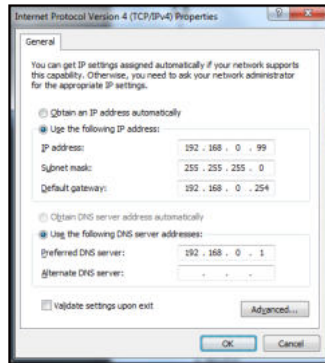 Internet Protocol Version 4 (TCP/IPv4) Properties
General
You can get IP settings assigned automatically if your network supports
this capability. Otherwise, you need to ask your network administrator
for the appropriate IP settings.
Obtain an IP address automatically
Use the following IP address:
IP address: 192 . 168 . 0 . 99
Subnet mask: 255 . 255 . 255 . 0
Default gateway: 192 . 168 . 0 . 254
Obtain DNS server address automatically
Use the following DNS server addresses:
Preferred DNS server: 192 . 168 . 0 . 1
Alternate DNS server: . . .
Validate settings upon exit
Advanced...
OK Cancel